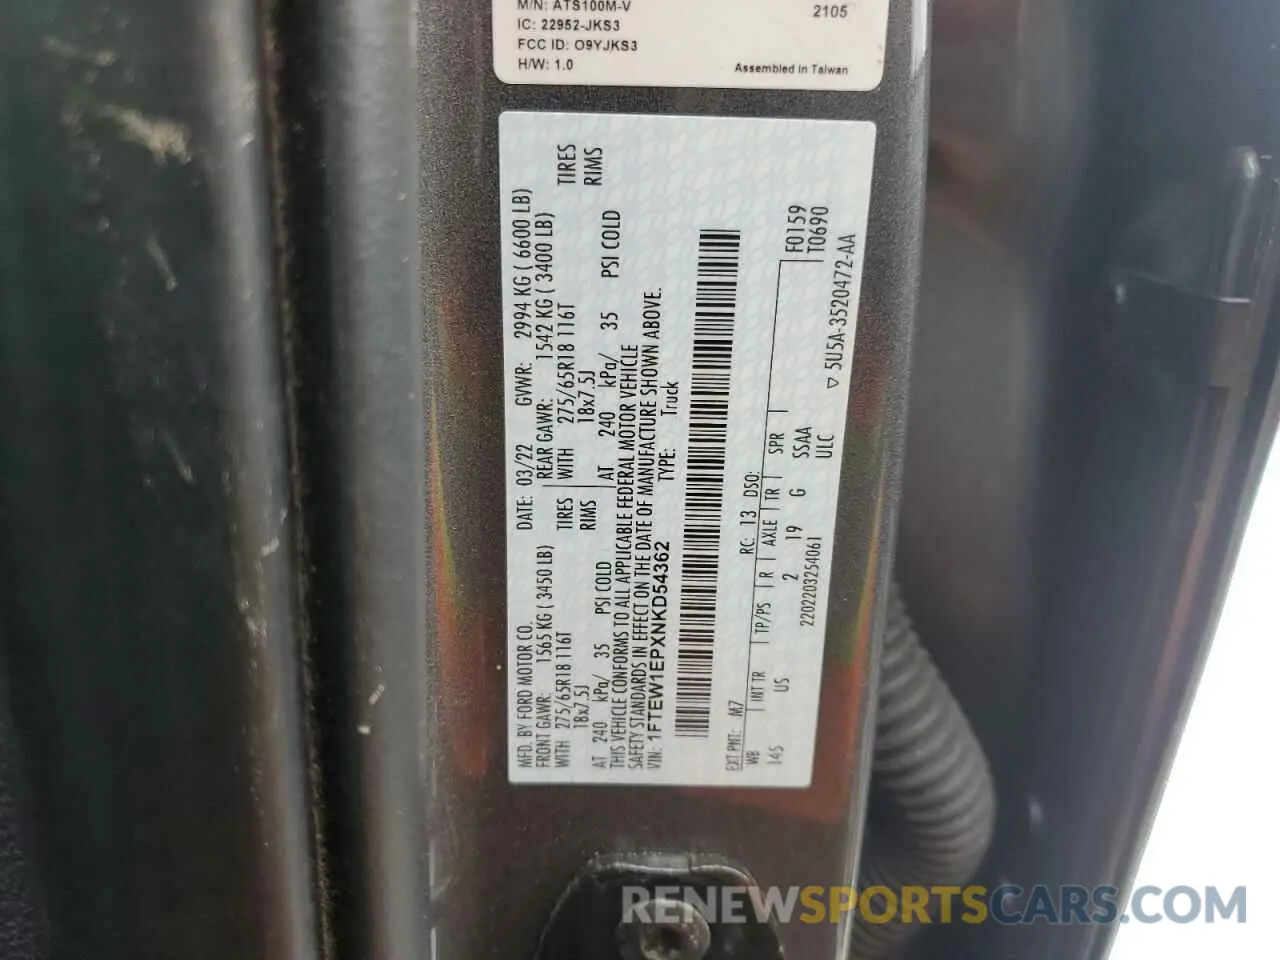 M/N: ATS100M-V 2105
IC: 22952-JKS3
FCC ID: O9YJKS3
H/W: 1.0 Assembled in Taiwan
MFD. BY FORD MOTOR CO. DATE: 03/22 GVWR: 2994 KG ( 6600 LB)
FRONT GAWR: 1565 KG ( 3450 LB) REAR GAWR: 1542 KG ( 3400 LB)
WITH 275/65R18 116T TIRES WITH 275/65R18 116T TIRES
18x7.5J RIMS 18x7.5J RIMS
AT 240 kPa/ 35 PSI COLD AT 240 kPa/ 35 PSI COLD
THIS VEHICLE CONFORMS TO ALL APPLICABLE FEDERAL MOTOR VEHICLE
SAFETY STANDARDS IN EFFECT ON THE DATE OF MANUFACTURE SHOWN ABOVE.
VIN: 1FTEW1EPXNKD54362 TYPE: Truck
EXT PNT: M7 RC: 13 DSO: F0159
WB INT TR TP/PS R AXLE TR SPR T0690
145 US 2 19 G SSAA
2202203254061 ULC
▽ 5U5A-3520472-AA
RENEWSPORTSCARS.COM